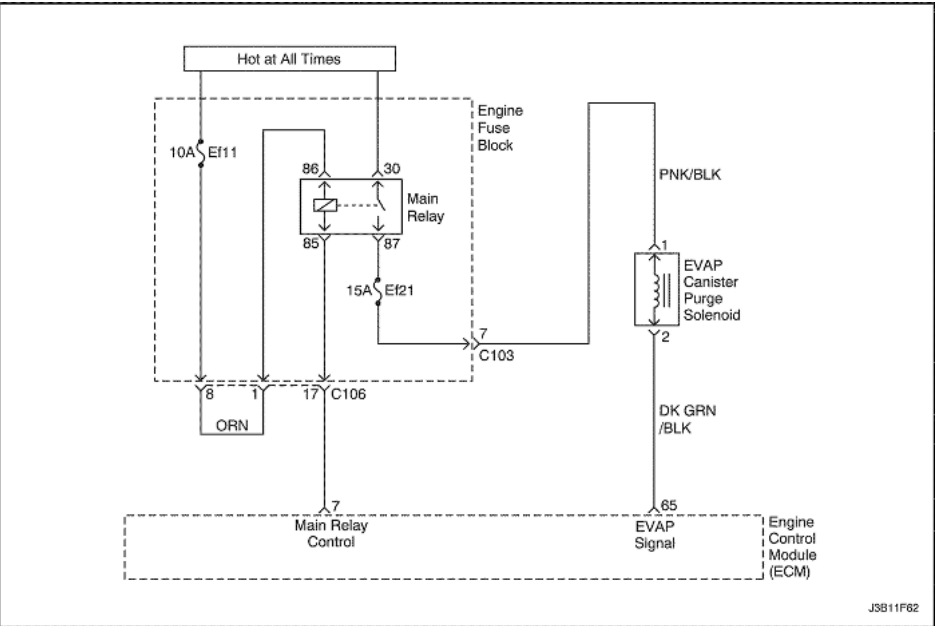 Hot at All Times
Engine
Fuse
Block
10A Ef11
86 30
Main
Relay
85 87
15A Ef21
7
C103
8 1 17 C106
ORN
PNK/BLK
1
EVAP
Canister
Purge
Solenoid
2
DK GRN
/BLK
7
Main Relay
Control
65
EVAP
Signal
Engine
Control
Module
(ECM)
J3B11F62